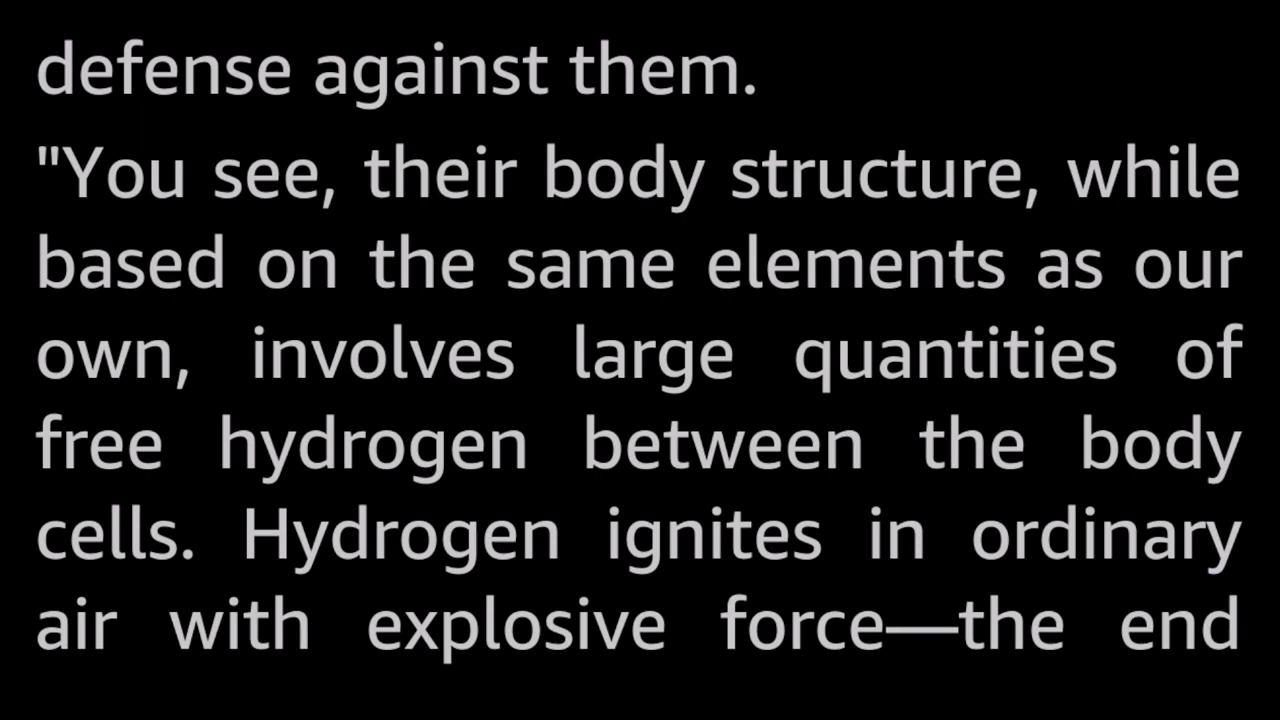 defense against them.
"You see, their body structure, while
based on the same elements as our
own, involves large quantities of
free hydrogen between the body
cells. Hydrogen ignites in ordinary
air with explosive force—the end